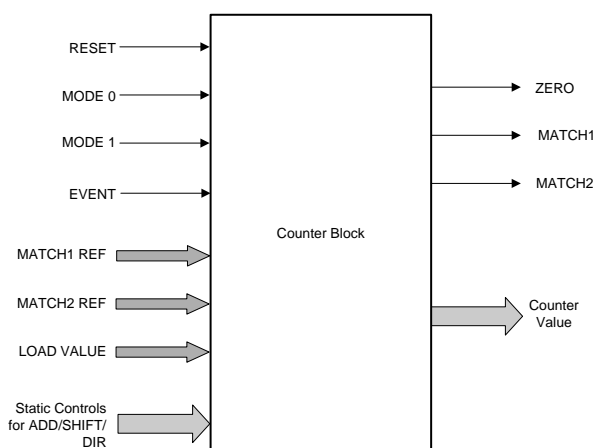 RESET
MODE 0
MODE 1
EVENT
MATCH1 REF
MATCH2 REF
LOAD VALUE
Static Controls
for ADD/SHIFT/
DIR
Counter Block
ZERO
MATCH1
MATCH2
Counter
Value